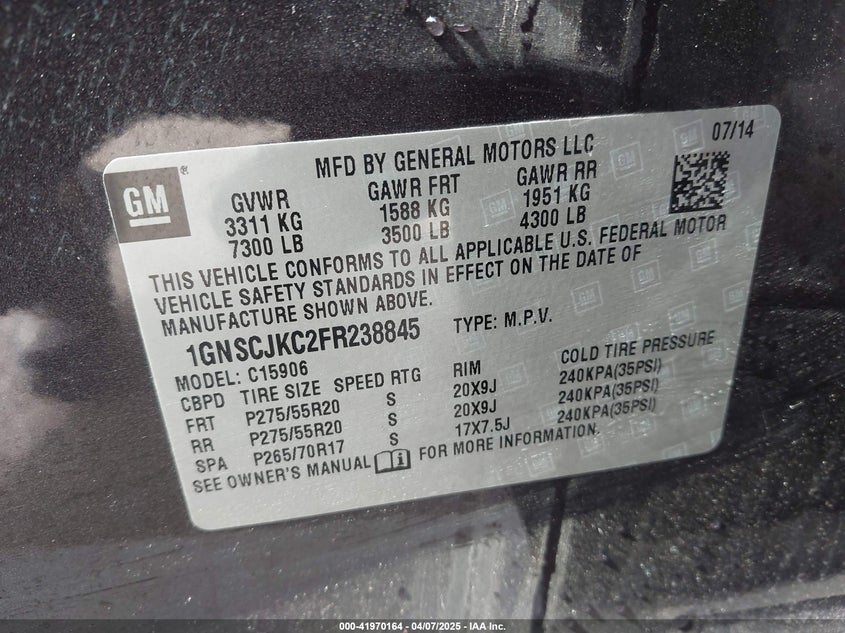 07/14
MFD BY GENERAL MOTORS LLC
GM®
GVWR GAWR FRT GAWR RR
3311 KG 1588 KG 1951 KG
7300 LB 3500 LB 4300 LB
THIS VEHICLE CONFORMS TO ALL APPLICABLE U.S. FEDERAL MOTOR
VEHICLE SAFETY STANDARDS IN EFFECT ON THE DATE OF
MANUFACTURE SHOWN ABOVE.
1GNSCJKC2FR238845 TYPE: M.P.V.
MODEL: C15906
CBPD TIRE SIZE SPEED RTG RIM COLD TIRE PRESSURE
FRT P275/55R20 S 20X9J 240KPA(35PSI)
RR P275/55R20 S 20X9J 240KPA(35PSI)
SPA P265/70R17 S 17X7.5J 240KPA(35PSI)
SEE OWNER'S MANUAL FOR MORE INFORMATION.
000-41970164 - 04/07/2025 - IAA Inc.